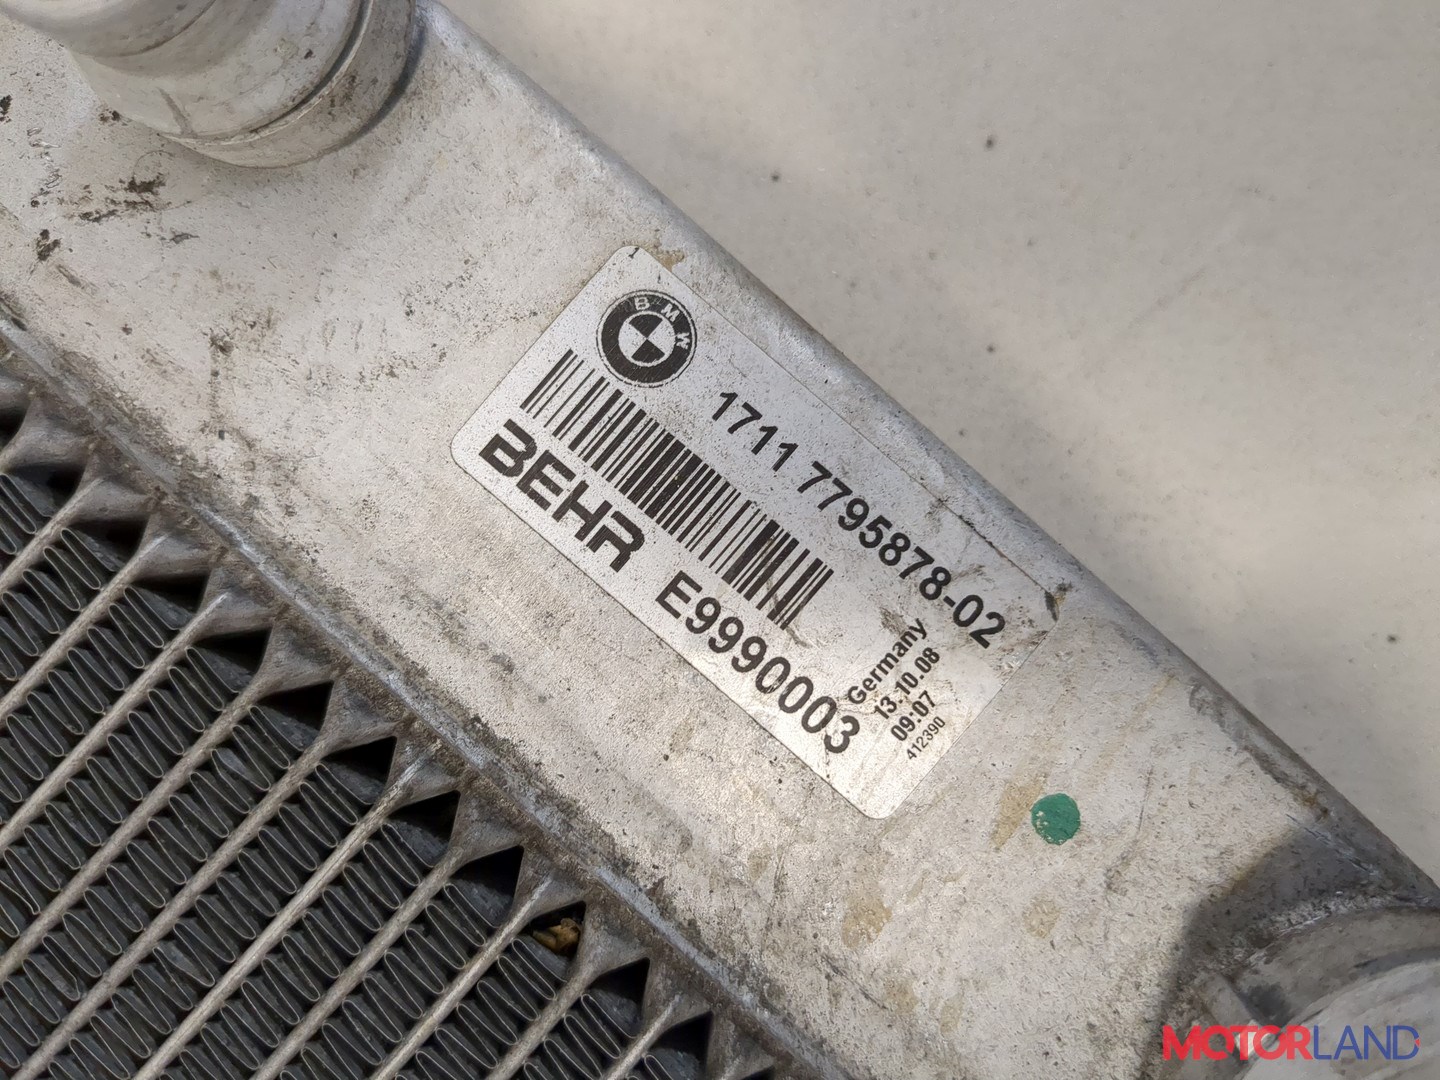 BMW
1711 7795878-02
BEHR
E9990003
Germany
13.10.08
09:07
412390
MOTORLAND